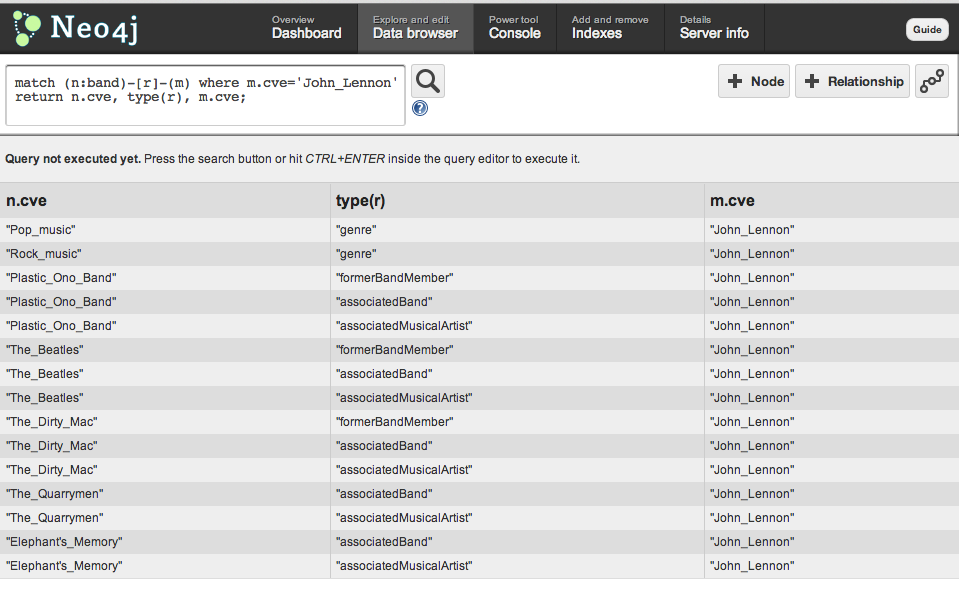 Neo4j
Overview
Dashboard
Explore and edit
Data browser
Power tool
Console
Add and remove
Indexes
Details
Server info
Guide
match (n:band)-[r]-(m) where m.cve='John_Lennon'
return n.cve, type(r), m.cve;
?
+ Node
+ Relationship
Query not executed yet. Press the search button or hit CTRL+ENTER inside the query editor to execute it.
n.cve type(r) m.cve
"Pop_music" "genre" "John_Lennon"
"Rock_music" "genre" "John_Lennon"
"Plastic_Ono_Band" "formerBandMember" "John_Lennon"
"Plastic_Ono_Band" "associatedBand" "John_Lennon"
"Plastic_Ono_Band" "associatedMusicalArtist" "John_Lennon"
"The_Beatles" "formerBandMember" "John_Lennon"
"The_Beatles" "associatedBand" "John_Lennon"
"The_Beatles" "associatedMusicalArtist" "John_Lennon"
"The_Dirty_Mac" "formerBandMember" "John_Lennon"
"The_Dirty_Mac" "associatedBand" "John_Lennon"
"The_Dirty_Mac" "associatedMusicalArtist" "John_Lennon"
"The_Quarrymen" "associatedBand" "John_Lennon"
"The_Quarrymen" "associatedMusicalArtist" "John_Lennon"
"Elephant's_Memory" "associatedBand" "John_Lennon"
"Elephant's_Memory" "associatedMusicalArtist" "John_Lennon"